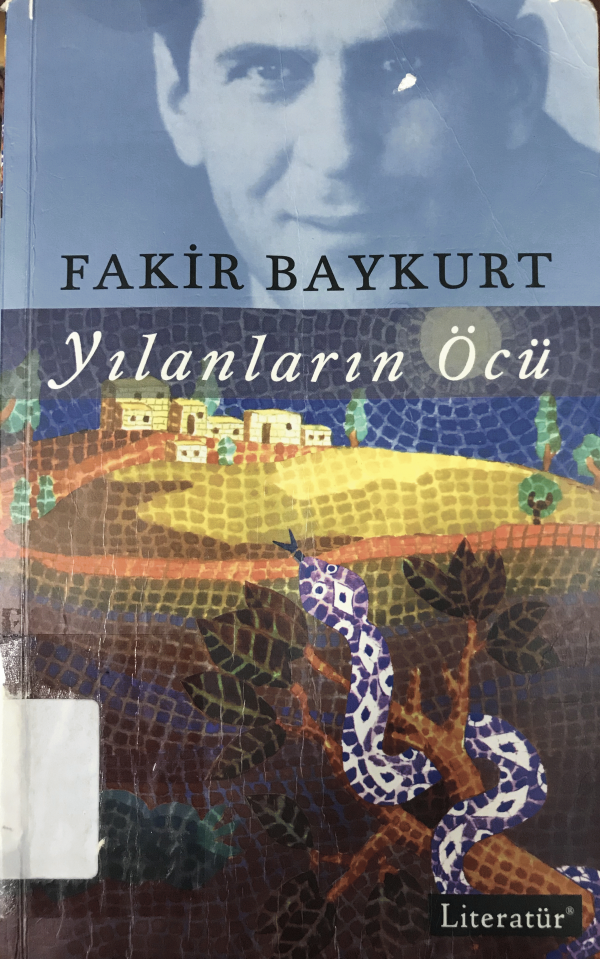 FAKİR BAYKURT
Yılanların Öcü
Literatür®